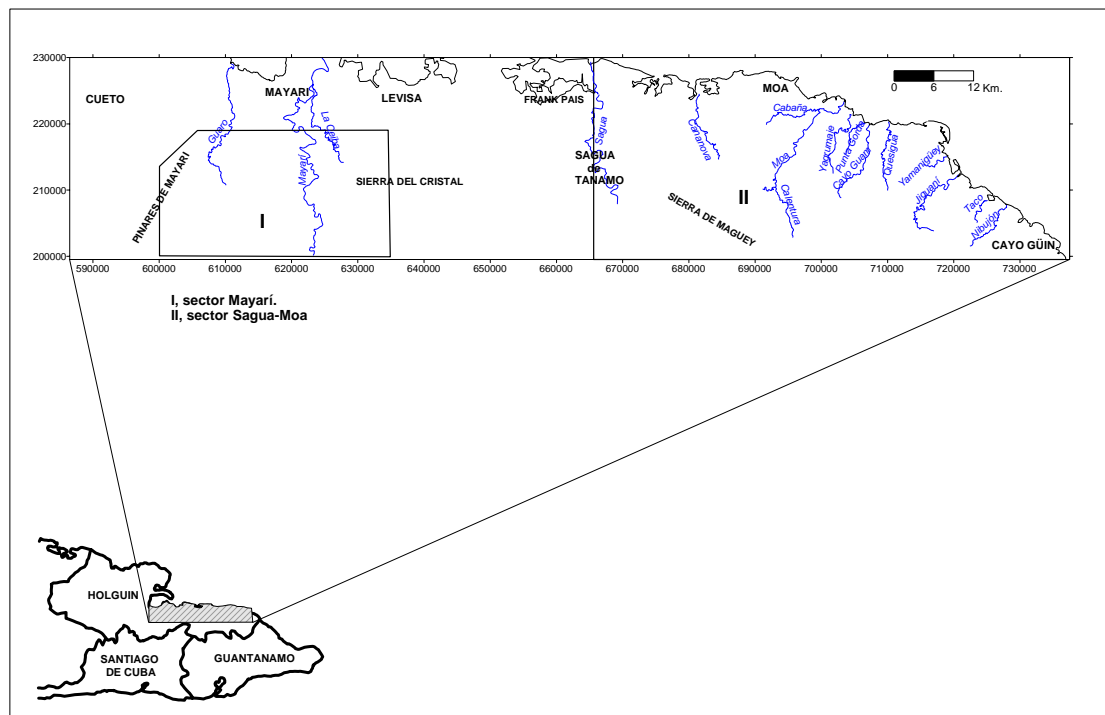 230000
220000
210000
200000
590000
600000
610000
620000
630000
640000
650000
660000
670000
680000
690000
700000
710000
720000
730000
CUETO
MAYARI
LEVISA
FRANK PAIS
MOA
0 6 12 Km.
Guaro
La Ceiba
Mayarí
PINARES DE MAYARI
SIERRA DEL CRISTAL
I
Sagua
SAGUA
de
TANAMO
Cananova
Cabaña
Moa
Calentura
Yagrumaje
Punta Gorda
Cayo Guam
Quesigua
Yamanigüey
Jiguaní
Taco
Nibujón
SIERRA DE MAGUEY
II
CAYO GÜIN
I, sector Mayarí.
II, sector Sagua-Moa
HOLGUIN
SANTIAGO
DE CUBA
GUANTANAMO